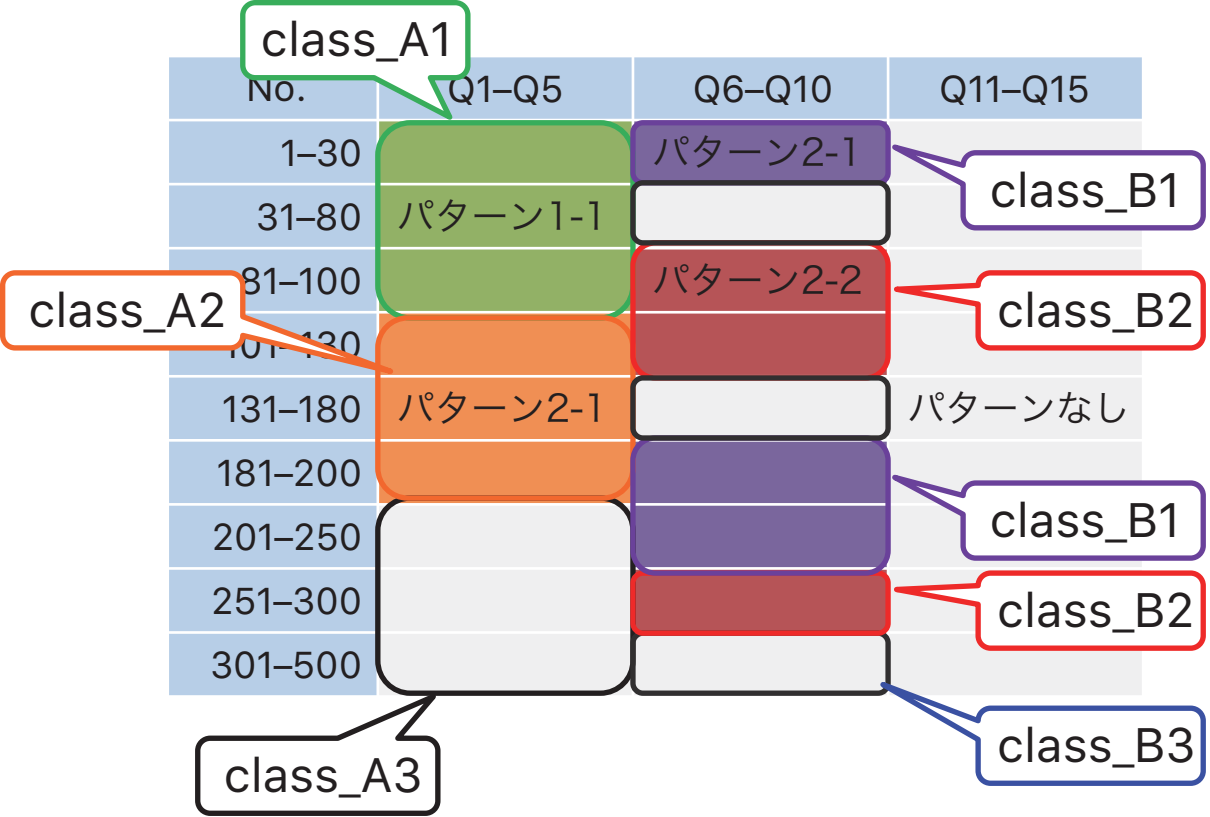 class_A1
No. Q1–Q5 Q6–Q10 Q11–Q15
1–30 パターン2-1
class_B1
31–80 パターン1-1
81–100 パターン2-2
class_A2
class_B2
101–130
131–180 パターン2-1 パターンなし
181–200
class_B1
201–250
251–300
class_B2
301–500
class_B3
class_A3